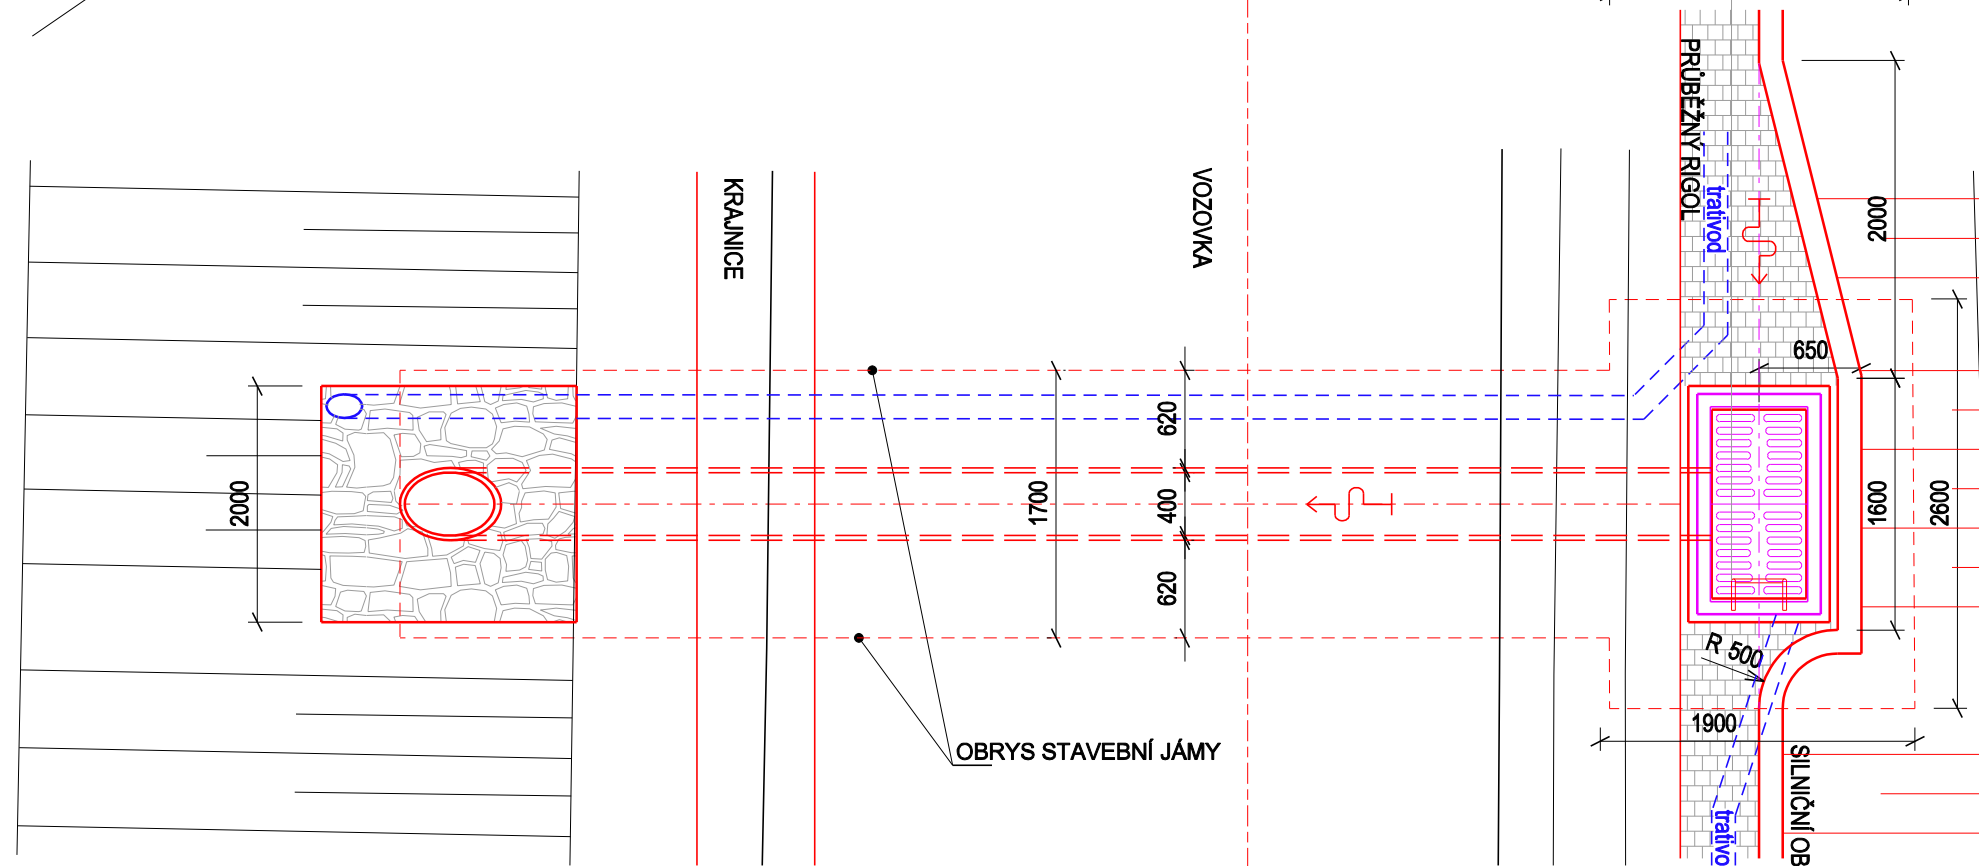 PRŮBĚŽNÝ RIGOL
trativod
KRAJNICE
VOZOVKA
2000
650
620
2000
1700
400
1600
2600
620
R 500
1900
OBRYS STAVEBNÍ JÁMY
SILNIČNÍ OB
trativo